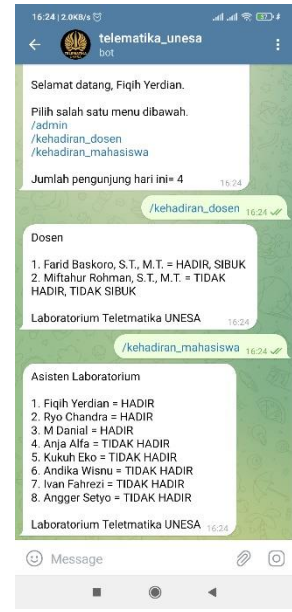 16:24 | 2.0KB/s
37
telematika_unesa
bot
Selamat datang, Fiqih Yerdian.
Pilih salah satu menu dibawah.
/admin
/kehadiran_dosen
/kehadiran_mahasiswa
Jumlah pengunjung hari ini= 4
16:24
/kehadiran_dosen 16:24
Dosen
1. Farid Baskoro, S.T., M.T. = HADIR, SIBUK
2. Miftahur Rohman, S.T., M.T. = TIDAK
HADIR, TIDAK SIBUK
Laboratorium Teletmatika UNESA 16:24
/kehadiran_mahasiswa 16:24
Asisten Laboratorium
1. Fiqih Yerdian = HADIR
2. Ryo Chandra = HADIR
3. M Danial = HADIR
4. Anja Alfa = TIDAK HADIR
5. Kukuh Eko = TIDAK HADIR
6. Andika Wisnu = TIDAK HADIR
7. Ivan Fahrezi = TIDAK HADIR
8. Angger Setyo = TIDAK HADIR
Laboratorium Teletmatika UNESA 16:24
Message